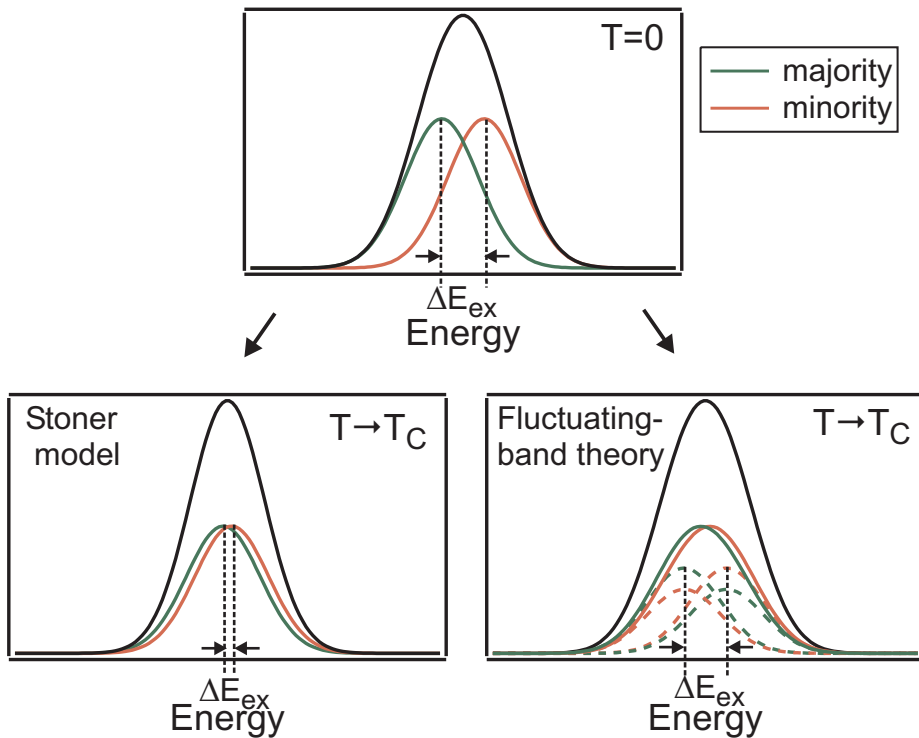 T=0
majority
minority
ΔEex
Energy
Stoner
model
T→TC
ΔEex
Energy
Fluctuating-
band theory
T→TC
ΔEex
Energy